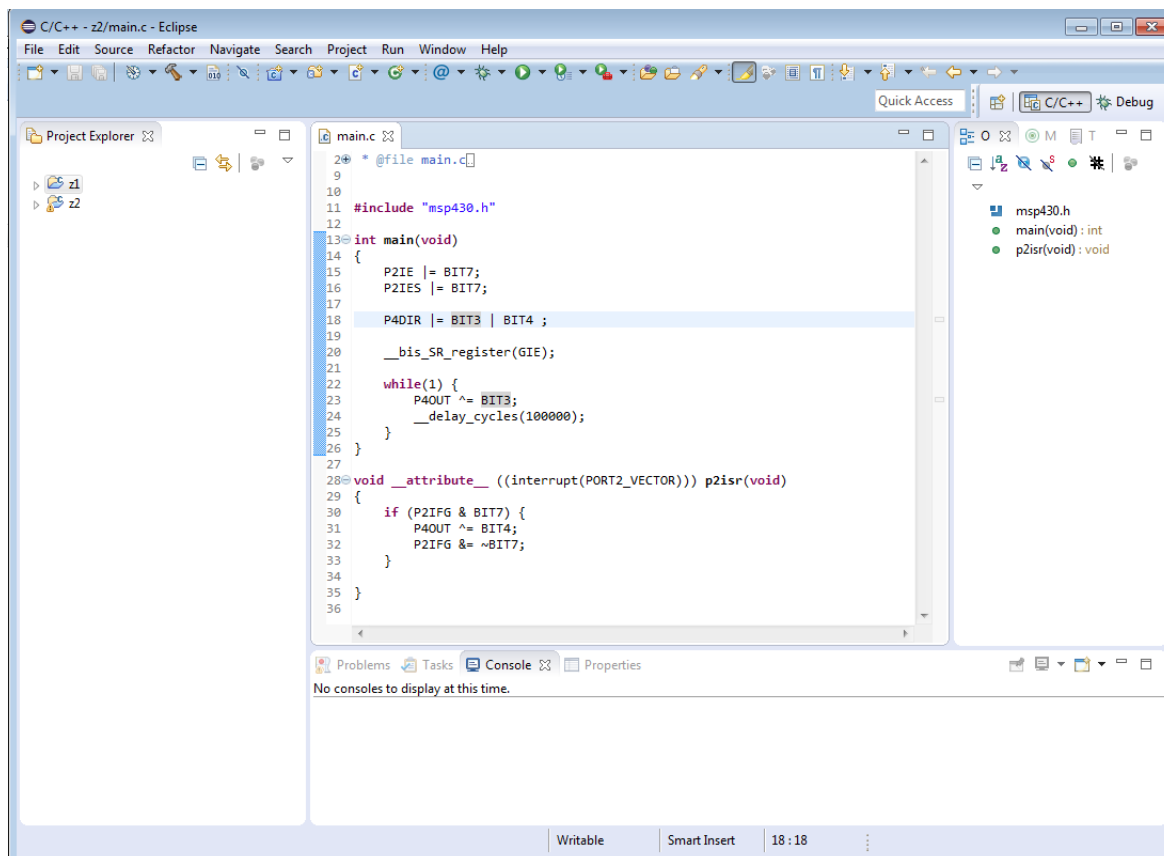 C/C++ - z2/main.c - Eclipse
File Edit Source Refactor Navigate Search Project Run Window Help
010
Quick Access
C/C++ Debug
Project Explorer
z1
z2
main.c
2 * @file main.c
9
10
11 #include "msp430.h"
12
13 int main(void)
14 {
15     P2IE |= BIT7;
16     P2IES |= BIT7;
17
18     P4DIR |= BIT3 | BIT4 ;
19
20     __bis_SR_register(GIE);
21
22     while(1) {
23         P4OUT ^= BIT3;
24         __delay_cycles(100000);
25     }
26 }
27
28 void __attribute__ ((interrupt(PORT2_VECTOR))) p2isr(void)
29 {
30     if (P2IFG & BIT7) {
31         P4OUT ^= BIT4;
32         P2IFG &= ~BIT7;
33     }
34
35 }
36
O M T
msp430.h
main(void) : int
p2isr(void) : void
Problems Tasks Console Properties
No consoles to display at this time.
Writable Smart Insert 18 : 18